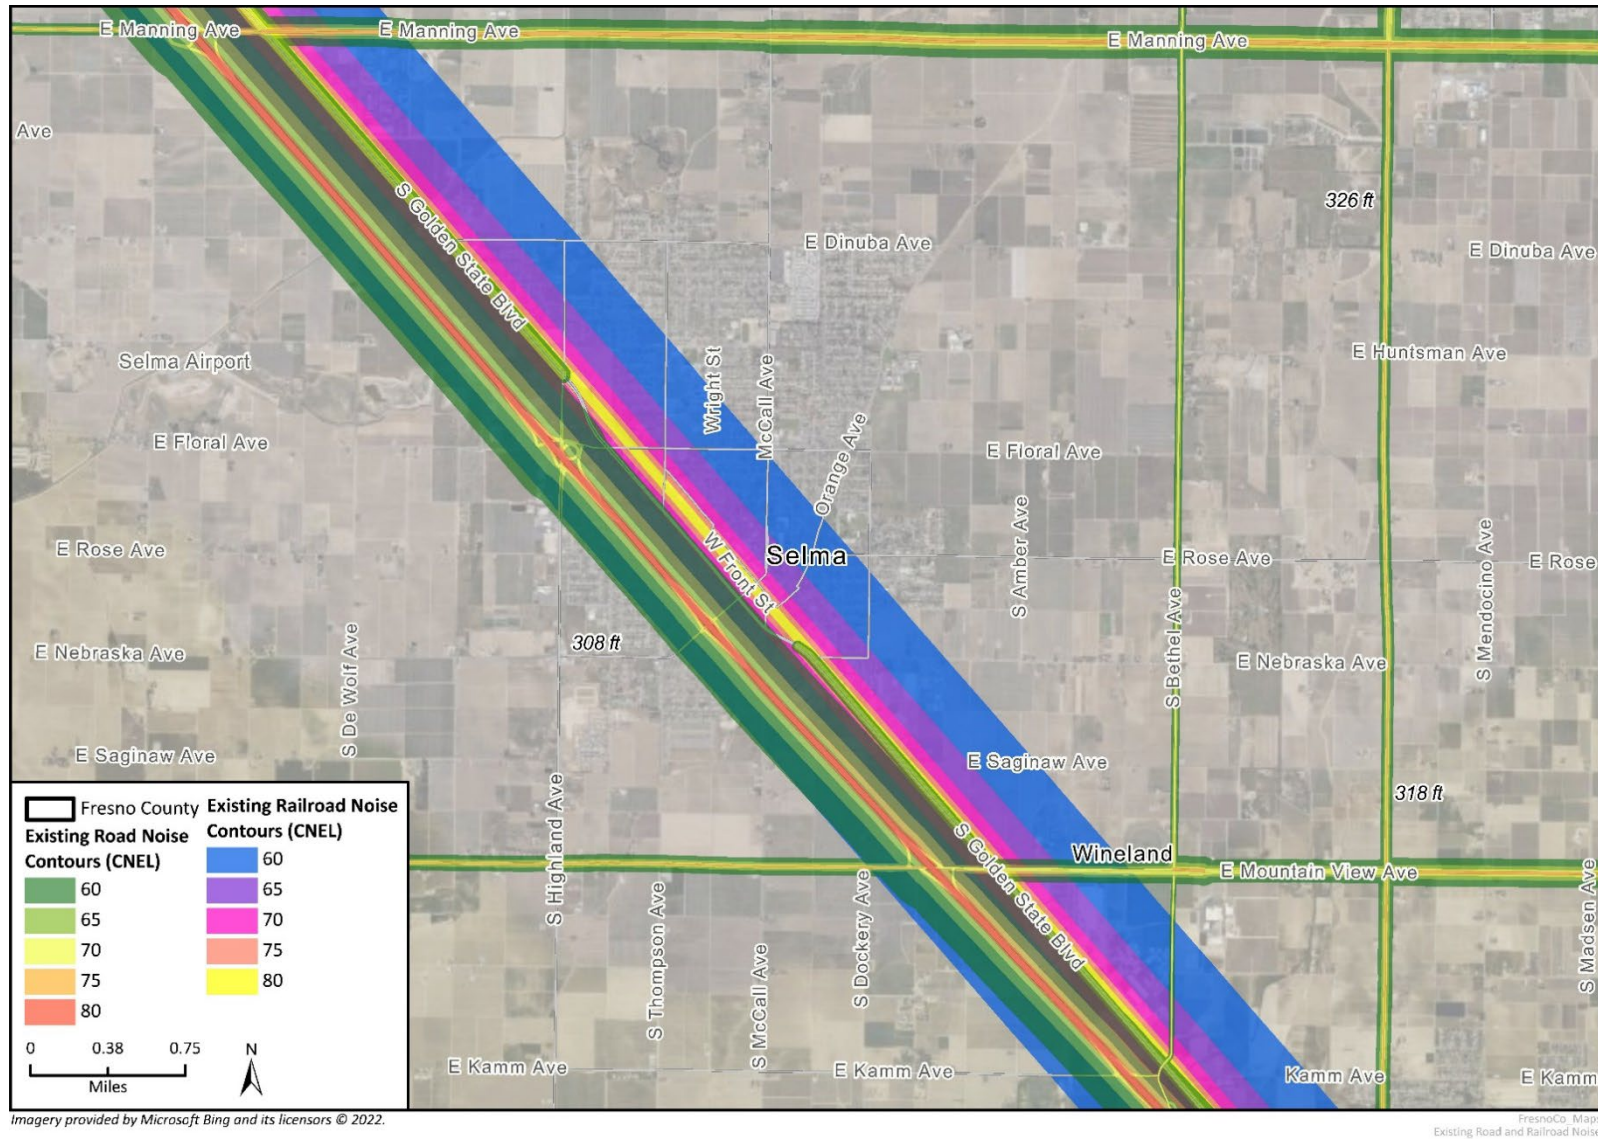 E Manning Ave
E Manning Ave
E Manning Ave
Ave
326 ft
S Golden State Blvd
E Dinuba Ave
E Dinuba Ave
Selma Airport
E Huntsman Ave
Wright St
McCall Ave
Orange Ave
E Floral Ave
E Floral Ave
E Rose Ave
W Front St
Selma
S Amber Ave
E Rose Ave
S Mendocino Ave
E Rose
308 ft
E Nebraska Ave
S De Wolf Ave
S Bethel Ave
E Nebraska Ave
E Saginaw Ave
E Saginaw Ave
318 ft
S Highland Ave
S Golden State Blvd
Wineland
E Mountain View Ave
S Thompson Ave
S McCall Ave
S Dockery Ave
S Madsen Ave
E Kamm Ave
E Kamm Ave
Kamm Ave
E Kamm
Fresno County
Existing Road Noise
Contours (CNEL)
60
65
70
75
80
Existing Railroad Noise
Contours (CNEL)
60
65
70
75
80
0 0.38 0.75
Miles
N
Imagery provided by Microsoft Bing and its licensors © 2022.
FresnoCo_Maps
Existing Road and Railroad Noise